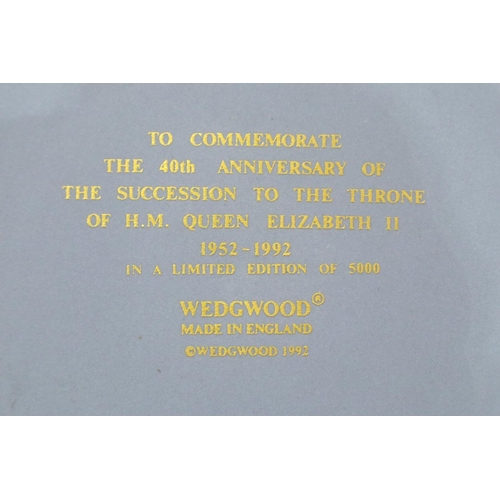 TO COMMEMORATE
THE 40th ANNIVERSARY OF
THE SUCCESSION TO THE THRONE
OF H.M. QUEEN ELIZABETH II
1952-1992
IN A LIMITED EDITION OF 5000
WEDGWOOD®
MADE IN ENGLAND
©WEDGWOOD 1992